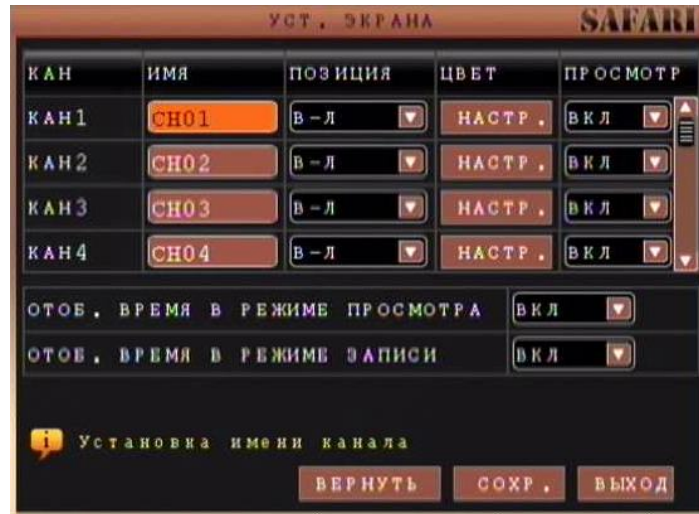 УСТ. ЭКРАНА SAFARI
КАН ИМЯ ПОЗИЦИЯ ЦВЕТ ПРОСМОТР
КАН1 CH01 В-Л НАСТР. ВКЛ
КАН2 CH02 В-Л НАСТР. ВКЛ
КАН3 CH03 В-Л НАСТР. ВКЛ
КАН4 CH04 В-Л НАСТР. ВКЛ
ОТОБ. ВРЕМЯ В РЕЖИМЕ ПРОСМОТРА ВКЛ
ОТОБ. ВРЕМЯ В РЕЖИМЕ ЗАПИСИ ВКЛ
Установка имени канала
ВЕРНУТЬ СОХР. ВЫХОД